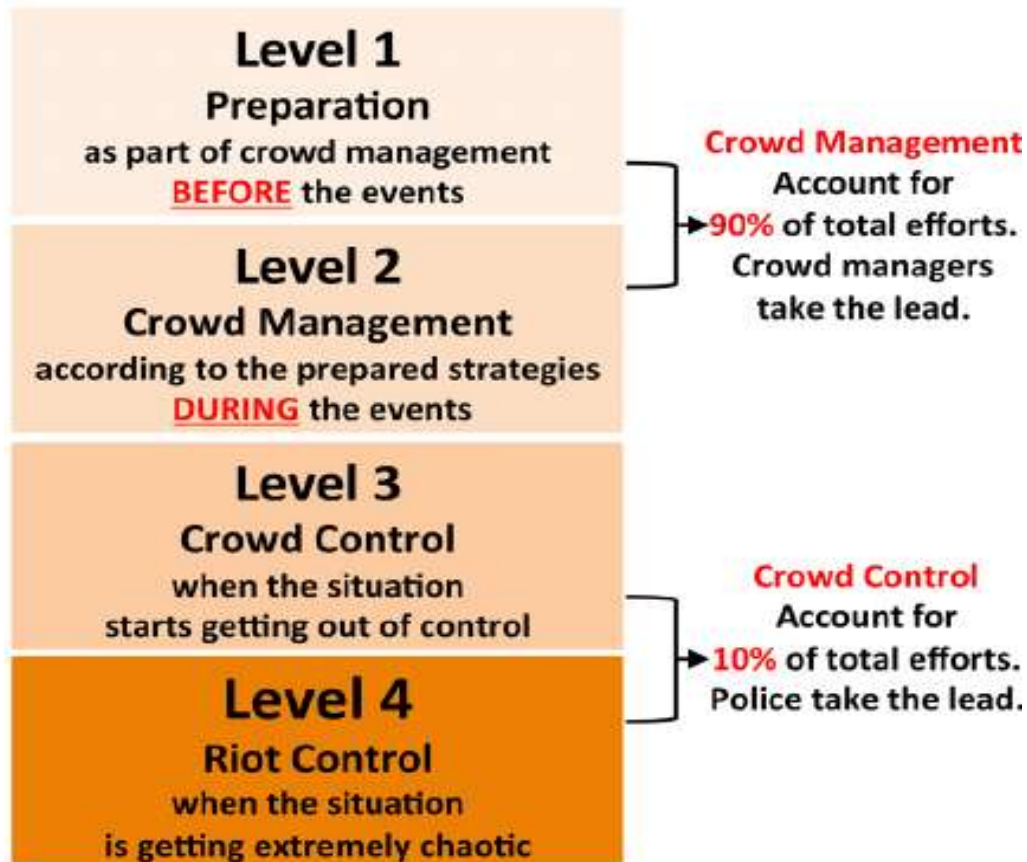 Level 1
Preparation
as part of crowd management
BEFORE the events
Level 2
Crowd Management
according to the prepared strategies
DURING the events
Level 3
Crowd Control
when the situation
starts getting out of control
Level 4
Riot Control
when the situation
is getting extremely chaotic
Crowd Management
Account for
90% of total efforts.
Crowd managers
take the lead.
Crowd Control
Account for
10% of total efforts.
Police take the lead.